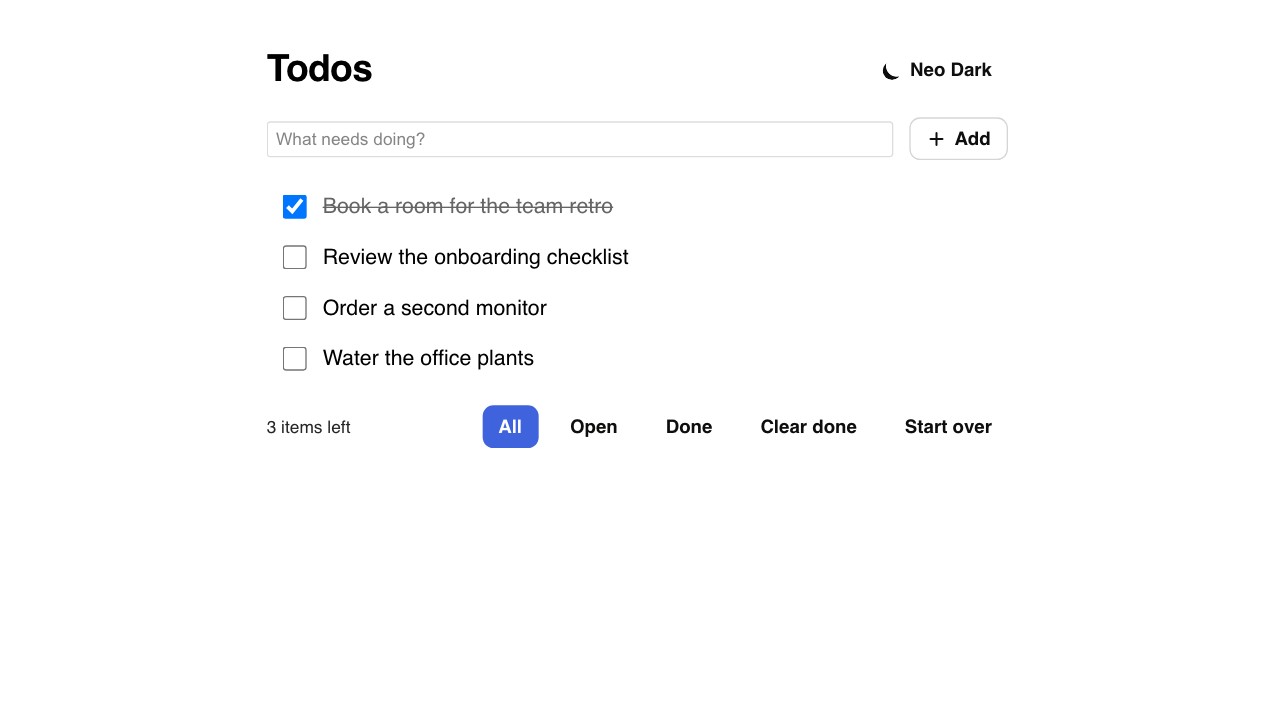 Todos
Neo Dark
What needs doing?
Add
Book a room for the team retro
Review the onboarding checklist
Order a second monitor
Water the office plants
3 items left
All
Open
Done
Clear done
Start over